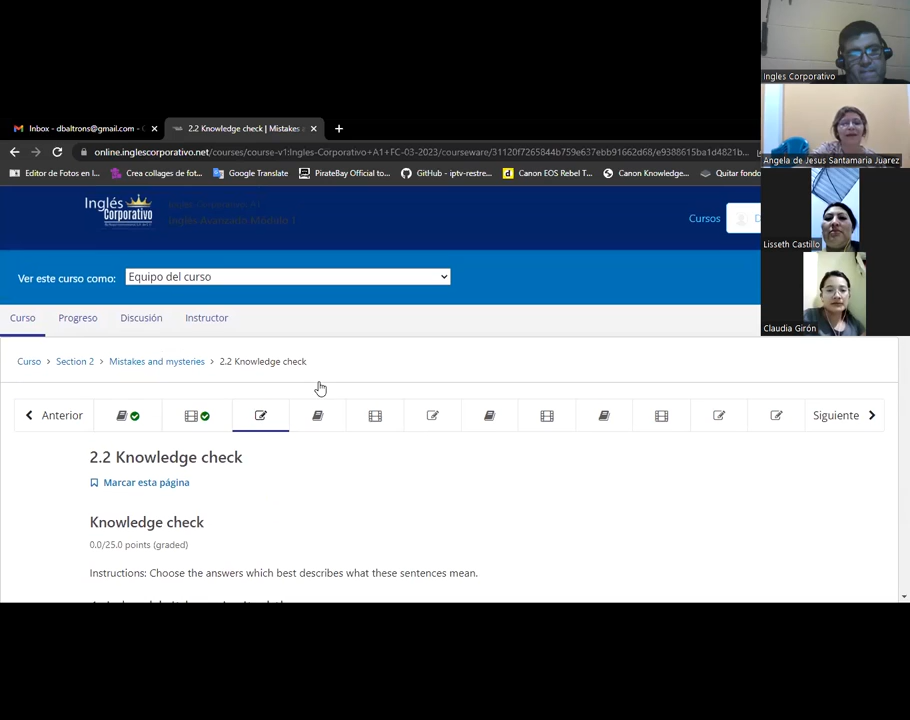 Ingles Corporativo
Angela de Jesus Santamaria Juarez
Lisseth Castillo
Claudia Girón
Inbox - dbaltrons@gmail.com -
2.2 Knowledge check | Mistakes
online.inglescorporativo.net/courses/course-v1:Ingles-Corporativo+A1+FC-03-2023/courseware/31120f7265844b759e637ebb91662d68/e9388615ba1d4821b...
Editor de Fotos en l...
Crea collages de fot...
Google Translate
PirateBay Official to...
GitHub - iptv-restre...
Canon EOS Rebel T...
Canon Knowledge...
Quitar fondo
Inglés
Corporativo
Inglés Avanzado Módulo 1
Cursos
D
Ver este curso como:
Equipo del curso
Curso
Progreso
Discusión
Instructor
Curso > Section 2 > Mistakes and mysteries > 2.2 Knowledge check
Anterior
Siguiente
2.2 Knowledge check
Marcar esta página
Knowledge check
0.0/25.0 points (graded)
Instructions: Choose the answers which best describes what these sentences mean.